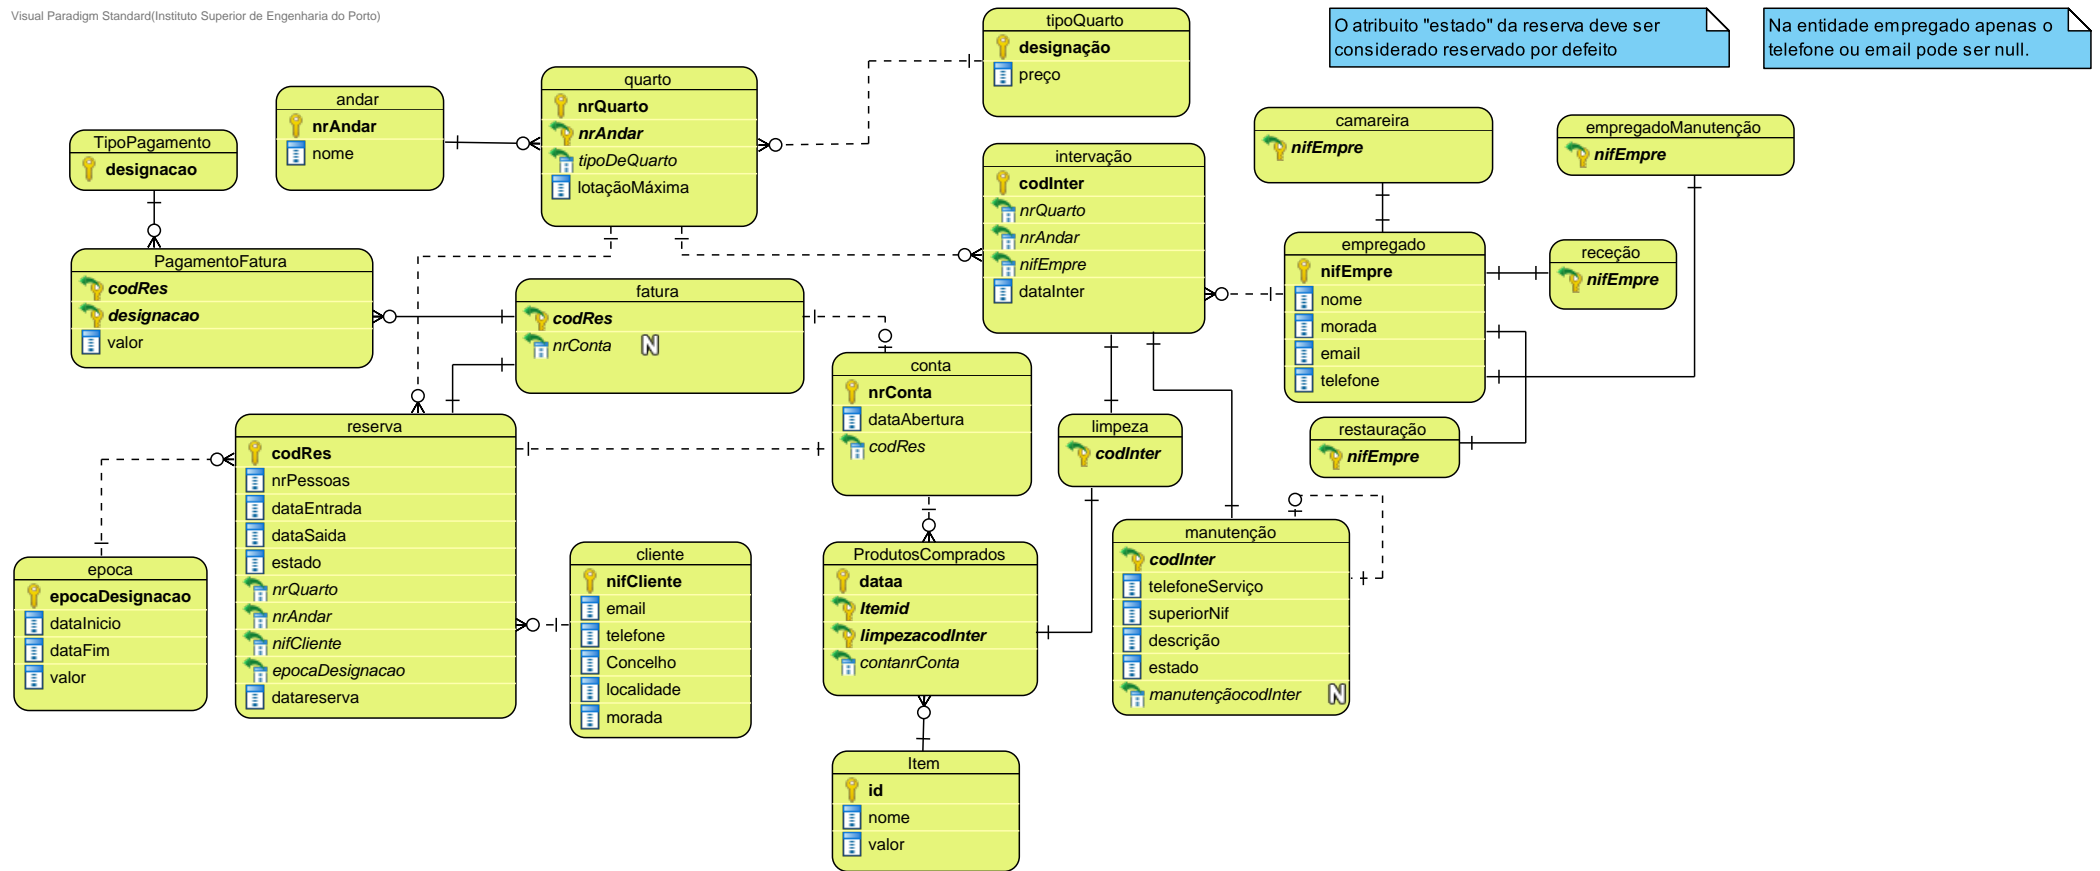 Visual Paradigm Standard(Instituto Superior de Engenharia do Porto)
tipoQuarto
designação
preço
O atribuito "estado" da reserva deve ser
considerado reservado por defeito
Na entidade empregado apenas o
telefone ou email pode ser null.
quarto
nrQuarto
nrAndar
tipoDeQuarto
lotaçãoMáxima
andar
nrAndar
nome
TipoPagamento
designacao
camareira
nifEmpre
empregadoManutenção
nifEmpre
intervação
codInter
nrQuarto
nrAndar
nifEmpre
dataInter
PagamentoFatura
codRes
designacao
valor
fatura
codRes
nrConta N
empregado
nifEmpre
nome
morada
email
telefone
receção
nifEmpre
conta
nrConta
dataAbertura
codRes
limpeza
codInter
restauração
nifEmpre
reserva
codRes
nrPessoas
dataEntrada
dataSaida
estado
nrQuarto
nrAndar
nifCliente
epocaDesignacao
datareserva
epoca
epocaDesignacao
dataInicio
dataFim
valor
cliente
nifCliente
email
telefone
Concelho
localidade
morada
ProdutosComprados
dataa
Itemid
limpezacodInter
contanrConta
manutenção
codInter
telefoneServiço
superiorNif
descrição
estado
manutençãocodInter N
Item
id
nome
valor